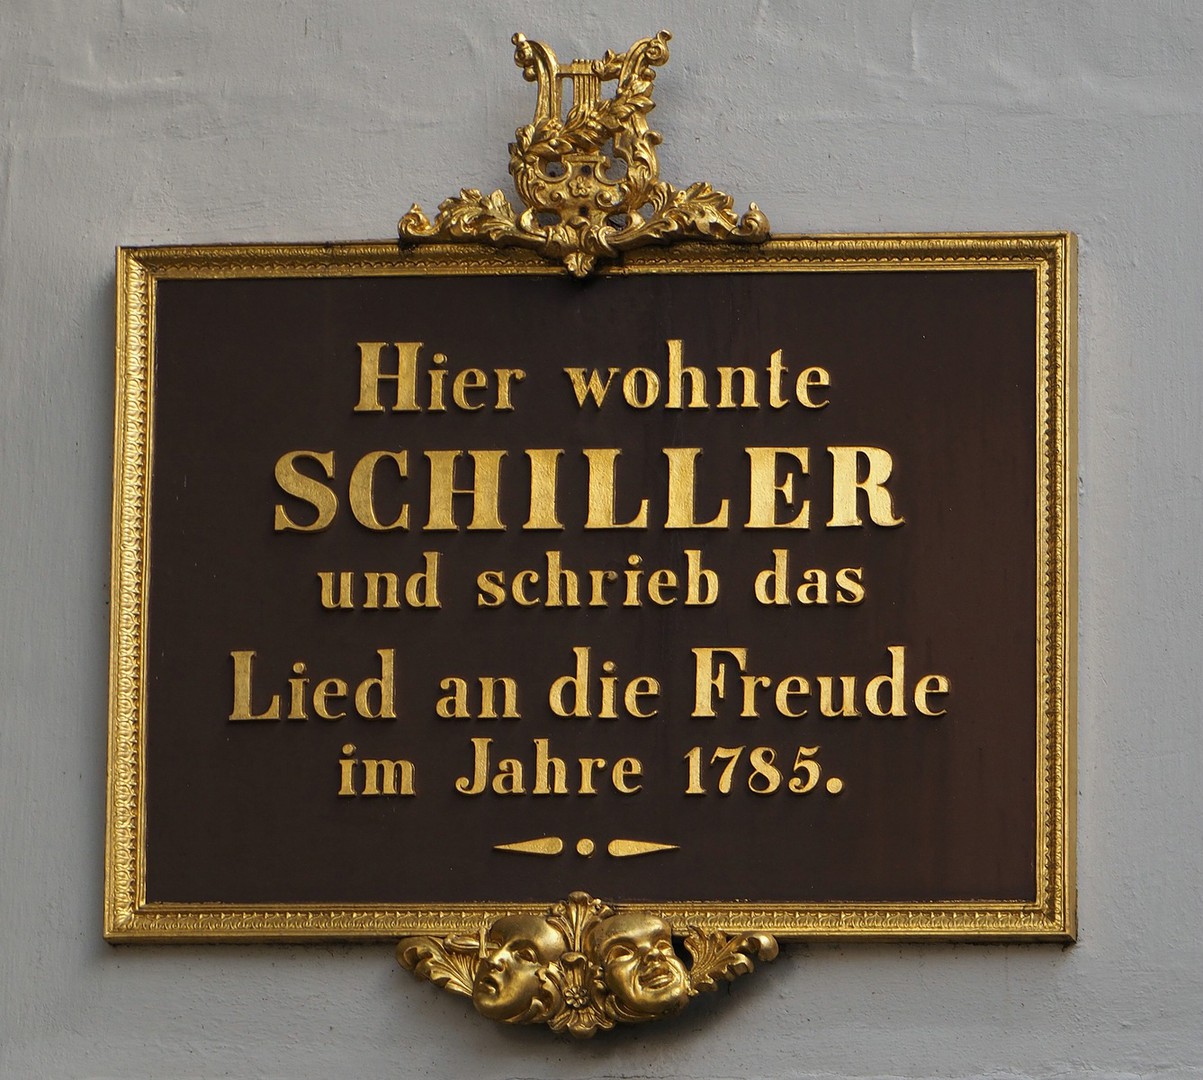 Hier wohnte
SCHILLER
und schrieb das
Lied an die Freude
im Jahre 1785.